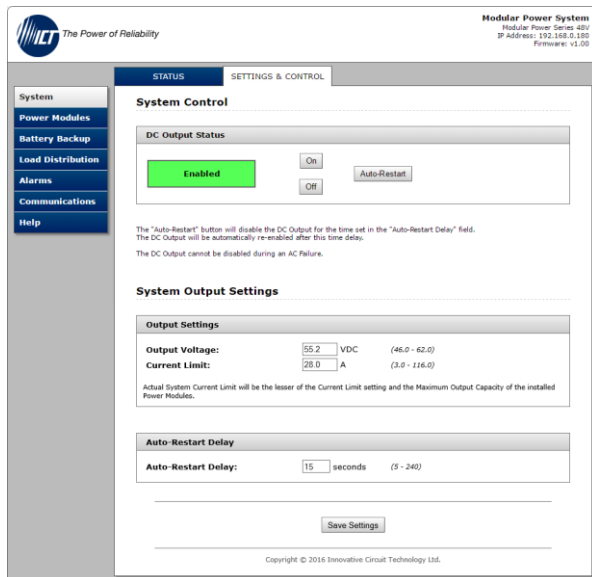 ICT The Power of Reliability
Modular Power System
Modular Power Series 48V
IP Address: 192.168.0.180
Firmware: v1.00
STATUS
SETTINGS & CONTROL
System
Power Modules
Battery Backup
Load Distribution
Alarms
Communications
Help
System Control
DC Output Status
Enabled
On
Off
Auto-Restart
The "Auto-Restart" button will disable the DC Output for the time set in the "Auto-Restart Delay" field.
The DC Output will be automatically re-enabled after this time delay.
The DC Output cannot be disabled during an AC Failure.
System Output Settings
Output Settings
Output Voltage: 55.2 VDC (46.0 - 62.0)
Current Limit: 28.0 A (3.0 - 116.0)
Actual System Current Limit will be the lesser of the Current Limit setting and the Maximum Output Capacity of the installed
Power Modules.
Auto-Restart Delay
Auto-Restart Delay: 15 seconds (5 - 240)
Save Settings
Copyright © 2016 Innovative Circuit Technology Ltd.